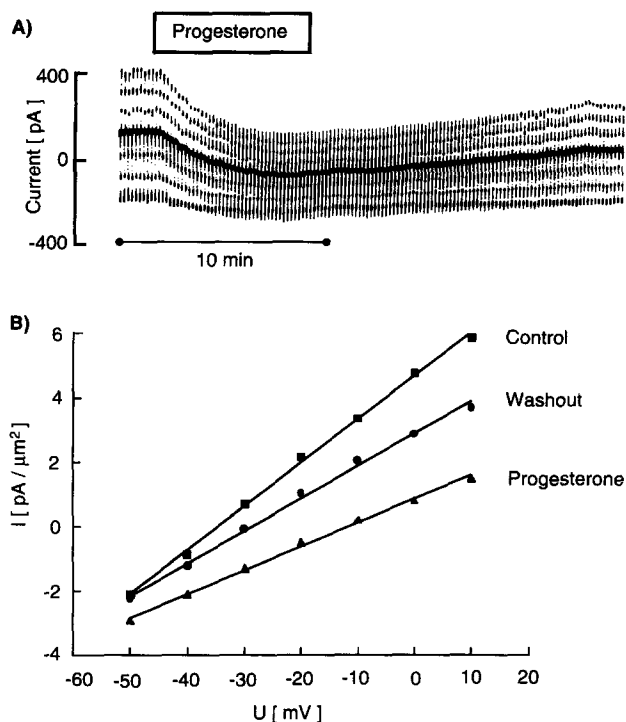 A)
Progesterone
Current [ pA ]
400
0
-400
10 min
B)
I [ pA / μm² ]
6
4
2
0
-2
-4
Control
Washout
Progesterone
-60 -50 -40 -30 -20 -10 0 10 20
U [ mV ]